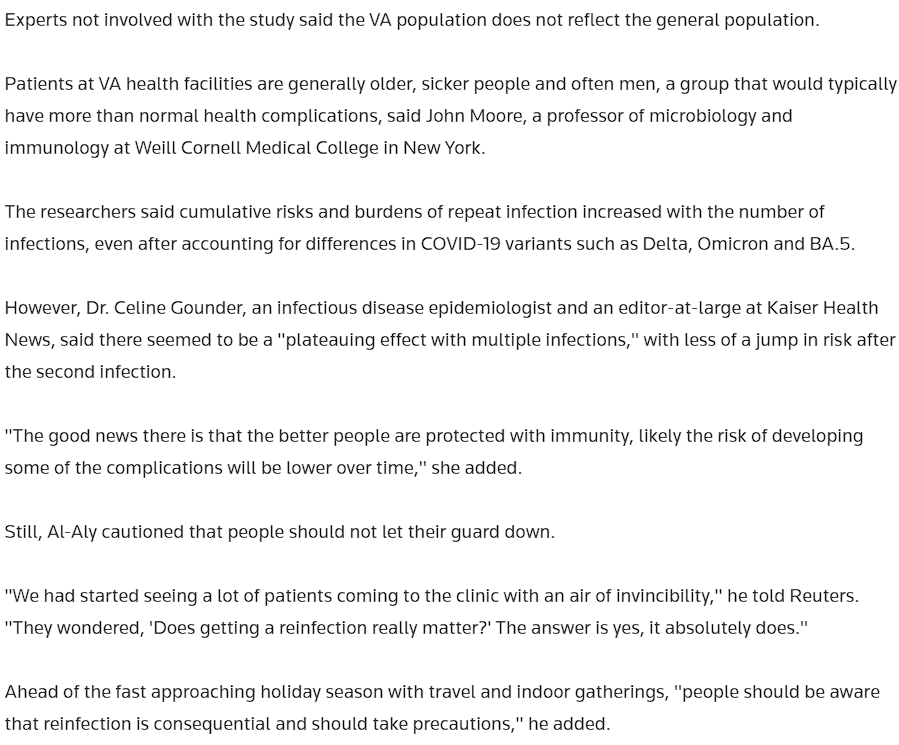 Experts not involved with the study said the VA population does not reflect the general population.
Patients at VA health facilities are generally older, sicker people and often men, a group that would typically
have more than normal health complications, said John Moore, a professor of microbiology and
immunology at Weill Cornell Medical College in New York.
The researchers said cumulative risks and burdens of repeat infection increased with the number of
infections, even after accounting for differences in COVID-19 variants such as Delta, Omicron and BA.5.
However, Dr. Celine Gounder, an infectious disease epidemiologist and an editor-at-large at Kaiser Health
News, said there seemed to be a "plateauing effect with multiple infections," with less of a jump in risk after
the second infection.
"The good news there is that the better people are protected with immunity, likely the risk of developing
some of the complications will be lower over time," she added.
Still, Al-Aly cautioned that people should not let their guard down.
"We had started seeing a lot of patients coming to the clinic with an air of invincibility," he told Reuters.
"They wondered, 'Does getting a reinfection really matter?' The answer is yes, it absolutely does."
Ahead of the fast approaching holiday season with travel and indoor gatherings, "people should be aware
that reinfection is consequential and should take precautions," he added.